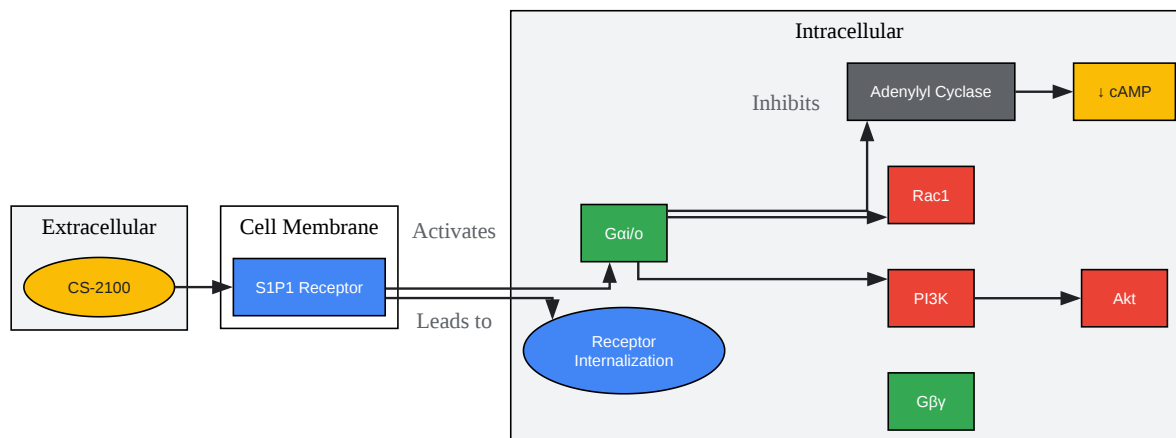 Extracellular
CS-2100
Cell Membrane
S1P1 Receptor
Activates
Leads to
Intracellular
Inhibits
Adenylyl Cyclase
↓ cAMP
Rac1
Gαi/o
PI3K
Akt
Receptor
Internalization
Gβγ